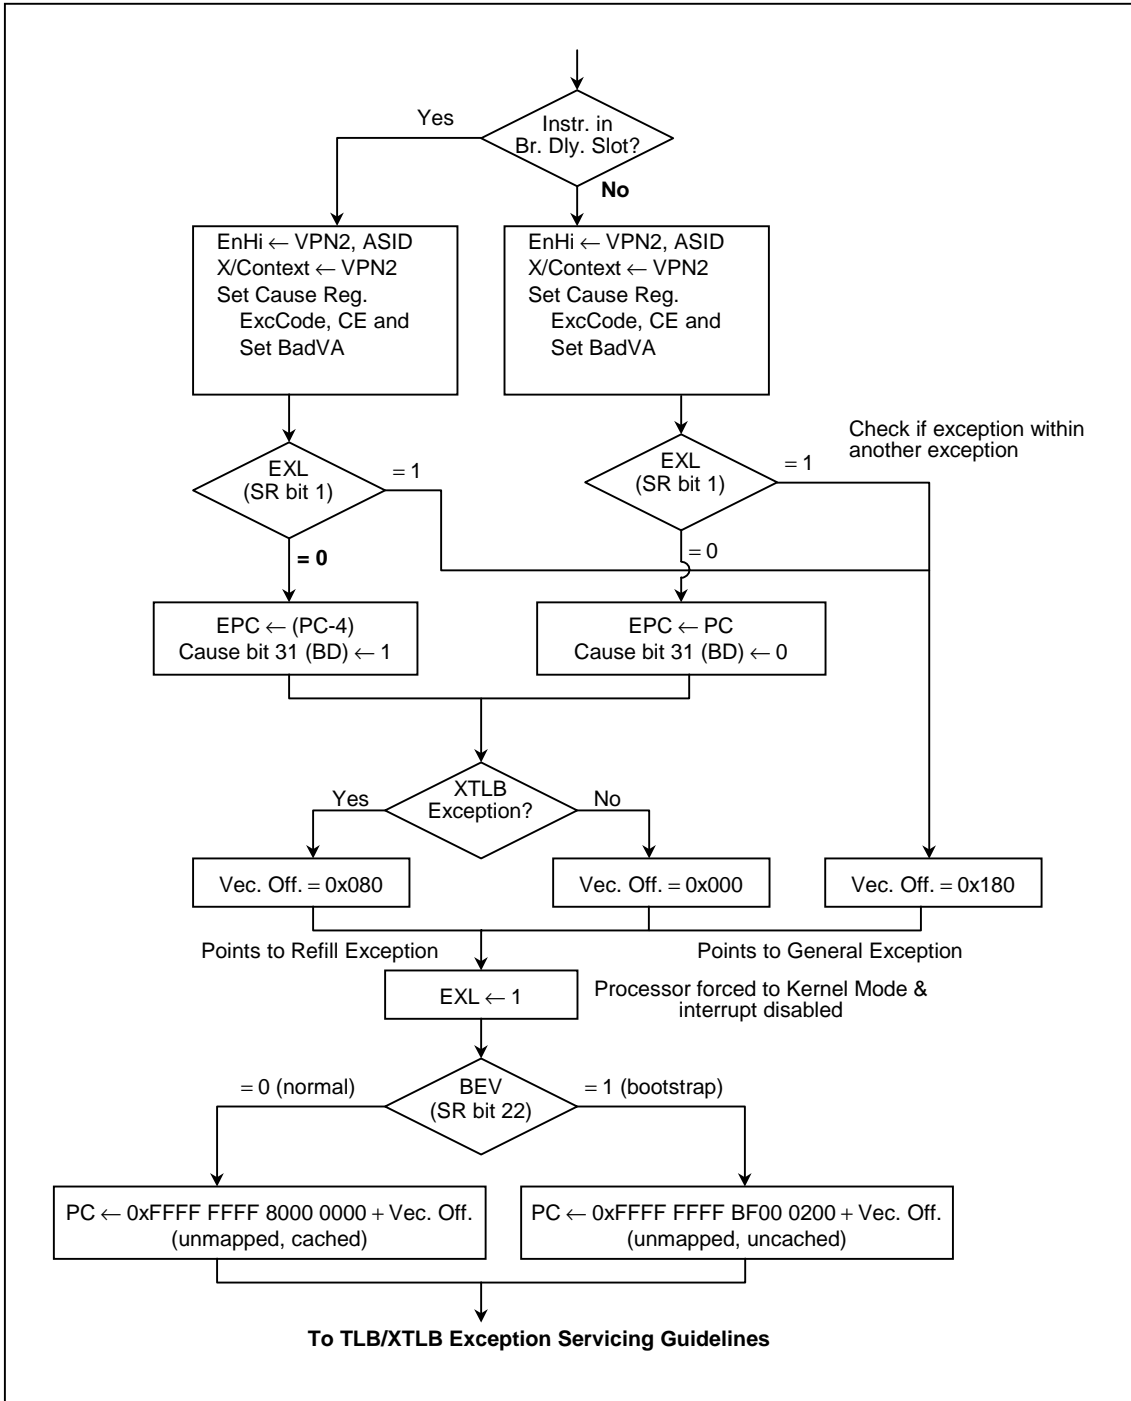 Yes
Instr. in
Br. Dly. Slot?
No
EnHi ← VPN2, ASID
X/Context ← VPN2
Set Cause Reg.
ExcCode, CE and
Set BadVA
EnHi ← VPN2, ASID
X/Context ← VPN2
Set Cause Reg.
ExcCode, CE and
Set BadVA
Check if exception within
another exception
EXL
(SR bit 1)
= 1
= 0
EXL
(SR bit 1)
= 1
= 0
EPC ← (PC-4)
Cause bit 31 (BD) ← 1
EPC ← PC
Cause bit 31 (BD) ← 0
XTLB
Exception?
Yes
No
Vec. Off. = 0x080
Vec. Off. = 0x000
Vec. Off. = 0x180
Points to Refill Exception
Points to General Exception
EXL ← 1
Processor forced to Kernel Mode &
interrupt disabled
= 0 (normal)
BEV
(SR bit 22)
= 1 (bootstrap)
PC ← 0xFFFF FFFF 8000 0000 + Vec. Off.
(unmapped, cached)
PC ← 0xFFFF FFFF BF00 0200 + Vec. Off.
(unmapped, uncached)
To TLB/XTLB Exception Servicing Guidelines